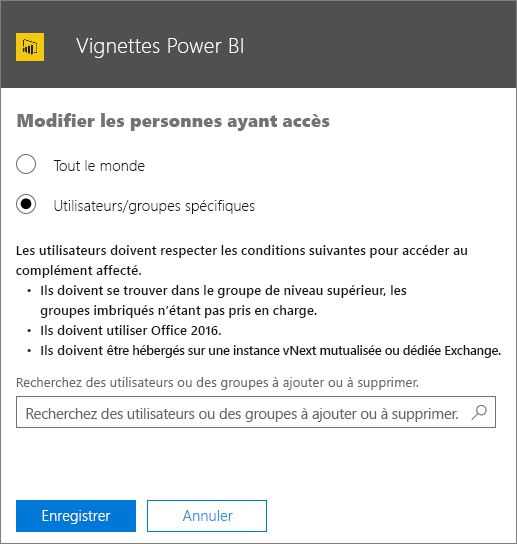 Vignettes Power BI
Modifier les personnes ayant accès
Tout le monde
Utilisateurs/groupes spécifiques
Les utilisateurs doivent respecter les conditions suivantes pour accéder au
complément affecté.
• Ils doivent se trouver dans le groupe de niveau supérieur, les
groupes imbriqués n’étant pas pris en charge.
• Ils doivent utiliser Office 2016.
• Ils doivent être hébergés sur une instance vNext mutualisée ou dédiée Exchange.
Recherchez des utilisateurs ou des groupes à ajouter ou à supprimer.
Recherchez des utilisateurs ou des groupes à ajouter ou à supprimer.
Enregistrer Annuler